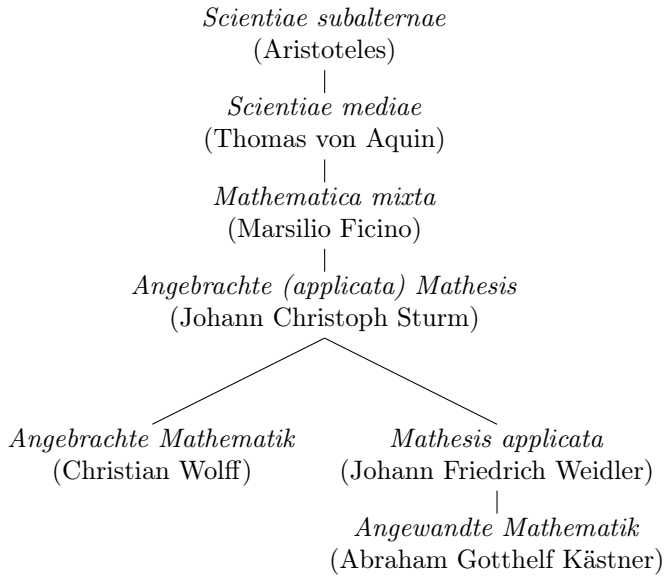 Scientiae subalternae
(Aristoteles)
Scientiae mediae
(Thomas von Aquin)
Mathematica mixta
(Marsilio Ficino)
Angebrachte (applicata) Mathesis
(Johann Christoph Sturm)
Angebrachte Mathematik
(Christian Wolff)
Mathesis applicata
(Johann Friedrich Weidler)
Angewandte Mathematik
(Abraham Gotthelf Kästner)